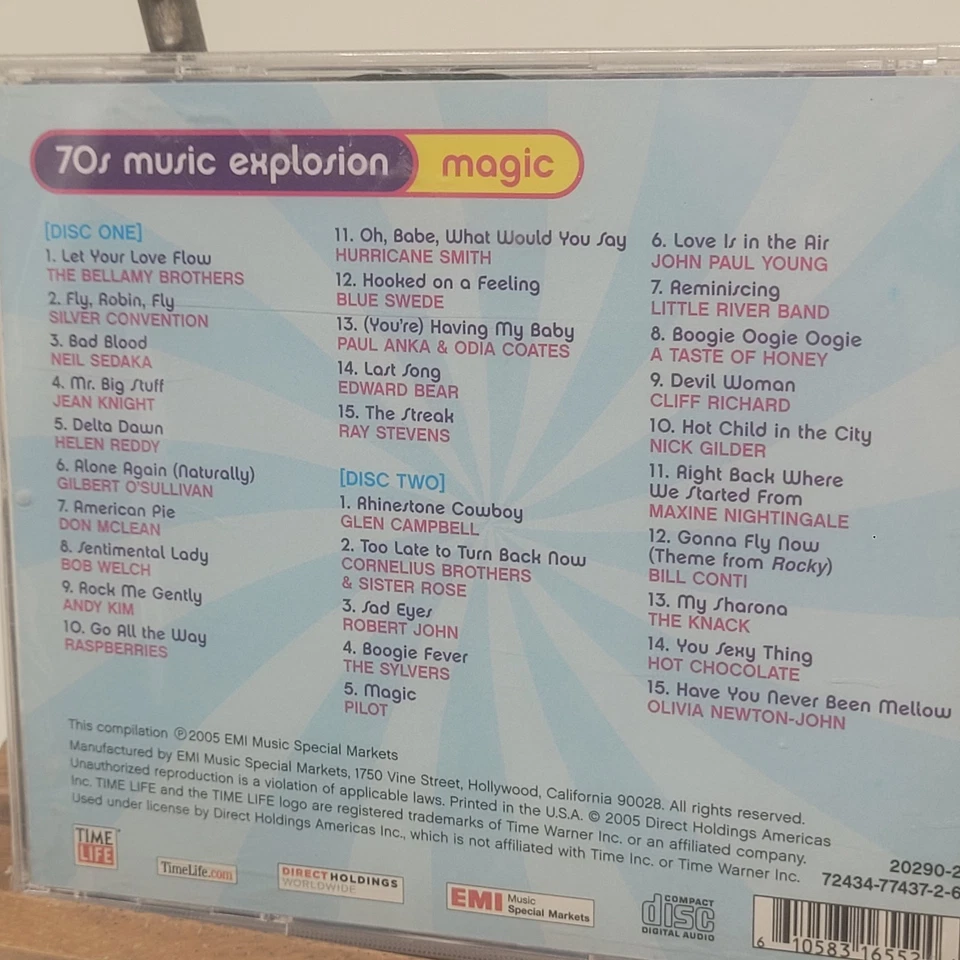 70s music explosion magic
[DISC ONE]
1. Let Your Love Flow
THE BELLAMY BROTHERS
2. Fly, Robin, Fly
SILVER CONVENTION
3. Bad Blood
NEIL SEDAKA
4. Mr. Big Stuff
JEAN KNIGHT
5. Delta Dawn
HELEN REDDY
6. Alone Again (Naturally)
GILBERT O'SULLIVAN
7. American Pie
DON MCLEAN
8. Sentimental Lady
BOB WELCH
9. Rock Me Gently
ANDY KIM
10. Go All the Way
RASPBERRIES
11. Oh, Babe, What Would You Say
HURRICANE SMITH
12. Hooked on a Feeling
BLUE SWEDE
13. (You're) Having My Baby
PAUL ANKA & ODIA COATES
14. Last Song
EDWARD BEAR
15. The Streak
RAY STEVENS
[DISC TWO]
1. Rhinestone Cowboy
GLEN CAMPBELL
2. Too Late to Turn Back Now
CORNELIUS BROTHERS
& SISTER ROSE
3. Sad Eyes
ROBERT JOHN
4. Boogie Fever
THE SYLVERS
5. Magic
PILOT
6. Love Is in the Air
JOHN PAUL YOUNG
7. Reminiscing
LITTLE RIVER BAND
8. Boogie Oogie Oogie
A TASTE OF HONEY
9. Devil Woman
CLIFF RICHARD
10. Hot Child in the City
NICK GILDER
11. Right Back Where
We Started From
MAXINE NIGHTINGALE
12. Gonna Fly Now
(Theme from Rocky)
BILL CONTI
13. My Sharona
THE KNACK
14. You Sexy Thing
HOT CHOCOLATE
15. Have You Never Been Mellow
OLIVIA NEWTON-JOHN
This compilation ℗2005 EMI Music Special Markets
Manufactured by EMI Music Special Markets, 1750 Vine Street, Hollywood, California 90028. All rights reserved.
Unauthorized reproduction is a violation of applicable laws. Printed in the U.S.A. © 2005 Direct Holdings Americas
Inc. TIME LIFE and the TIME LIFE logo are registered trademarks of Time Warner Inc. or an affiliated company.
Used under license by Direct Holdings Americas Inc., which is not affiliated with Time Inc. or Time Warner Inc.
20290-2
72434-77437-2-6
TIME
LIFE
TimeLife.com
DIRECT HOLDINGS
WORLDWIDE
EMI Music
Special Markets
COMPACT
disc
DIGITAL AUDIO
6 10583 16552